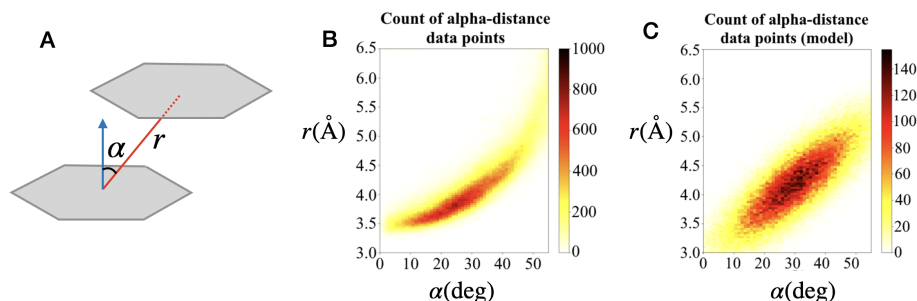 A
α
r
B
Count of alpha-distance
data points
r(Å)
6.5
6.0
5.5
5.0
4.5
4.0
3.5
3.0
0 10 20 30 40 50
α(deg)
1000
800
600
400
200
0
C
Count of alpha-distance
data points (model)
r(Å)
6.5
6.0
5.5
5.0
4.5
4.0
3.5
3.0
0 10 20 30 40 50
α(deg)
140
120
100
80
60
40
20
0